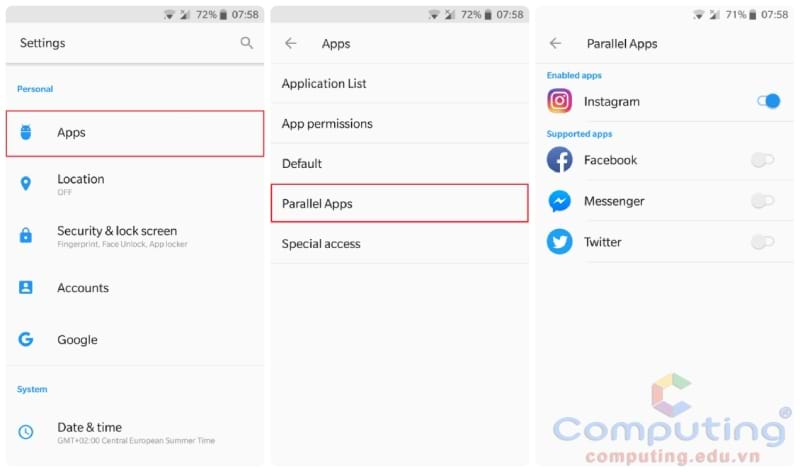 72% 07:58
Settings
Personal
Apps
Location
OFF
Security & lock screen
Fingerprint, Face Unlock, App locker
Accounts
Google
System
Date & time
GMT+02:00 Central European Summer Time
72% 07:58
Apps
Application List
App permissions
Default
Parallel Apps
Special access
71% 07:58
Parallel Apps
Enabled apps
Instagram
Supported apps
Facebook
Messenger
Twitter
Computing®
computing.edu.vn